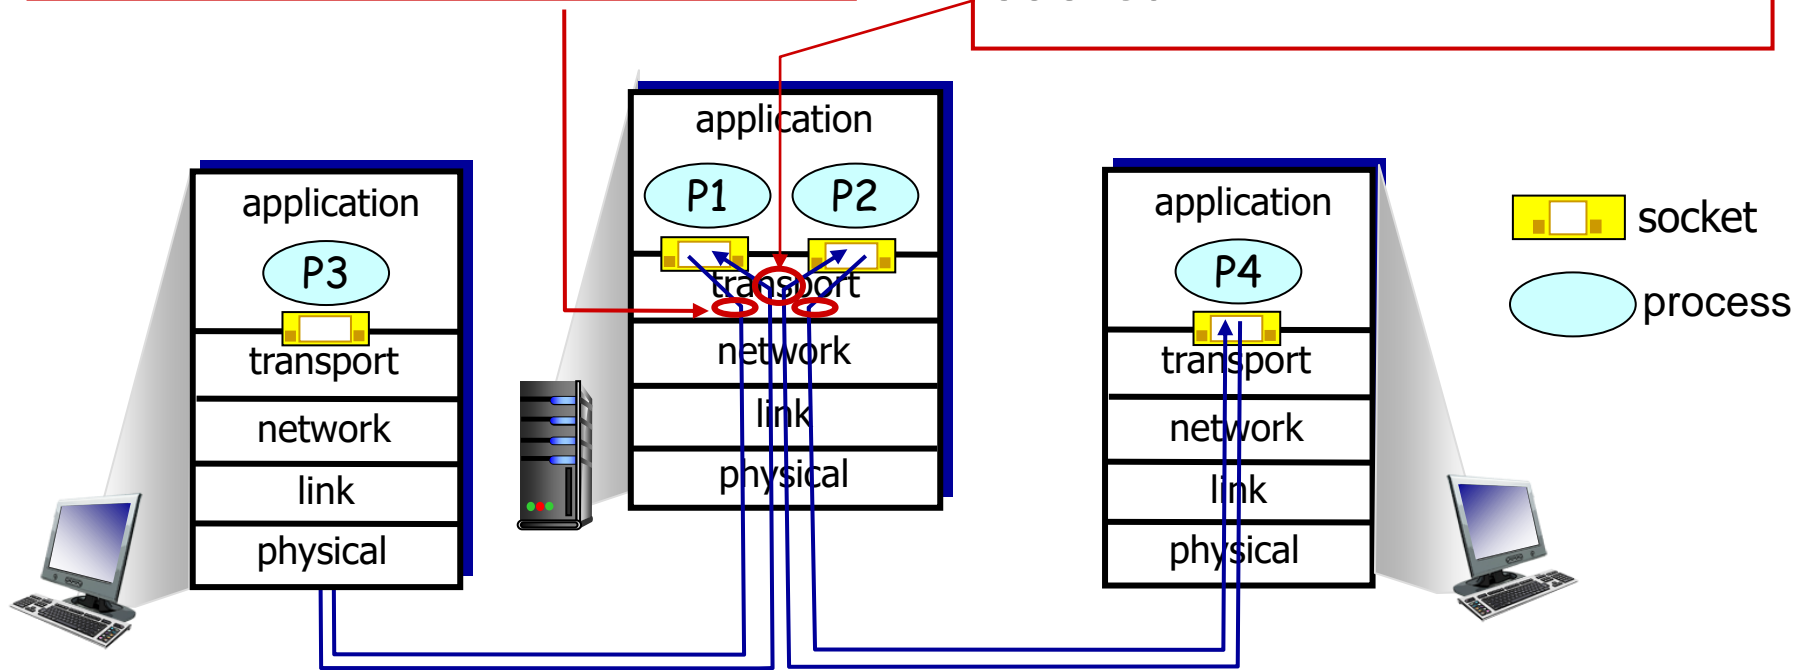 application
P1
P2
transport
network
link
physical
application
P3
transport
network
link
physical
application
P4
transport
network
link
physical
socket
process